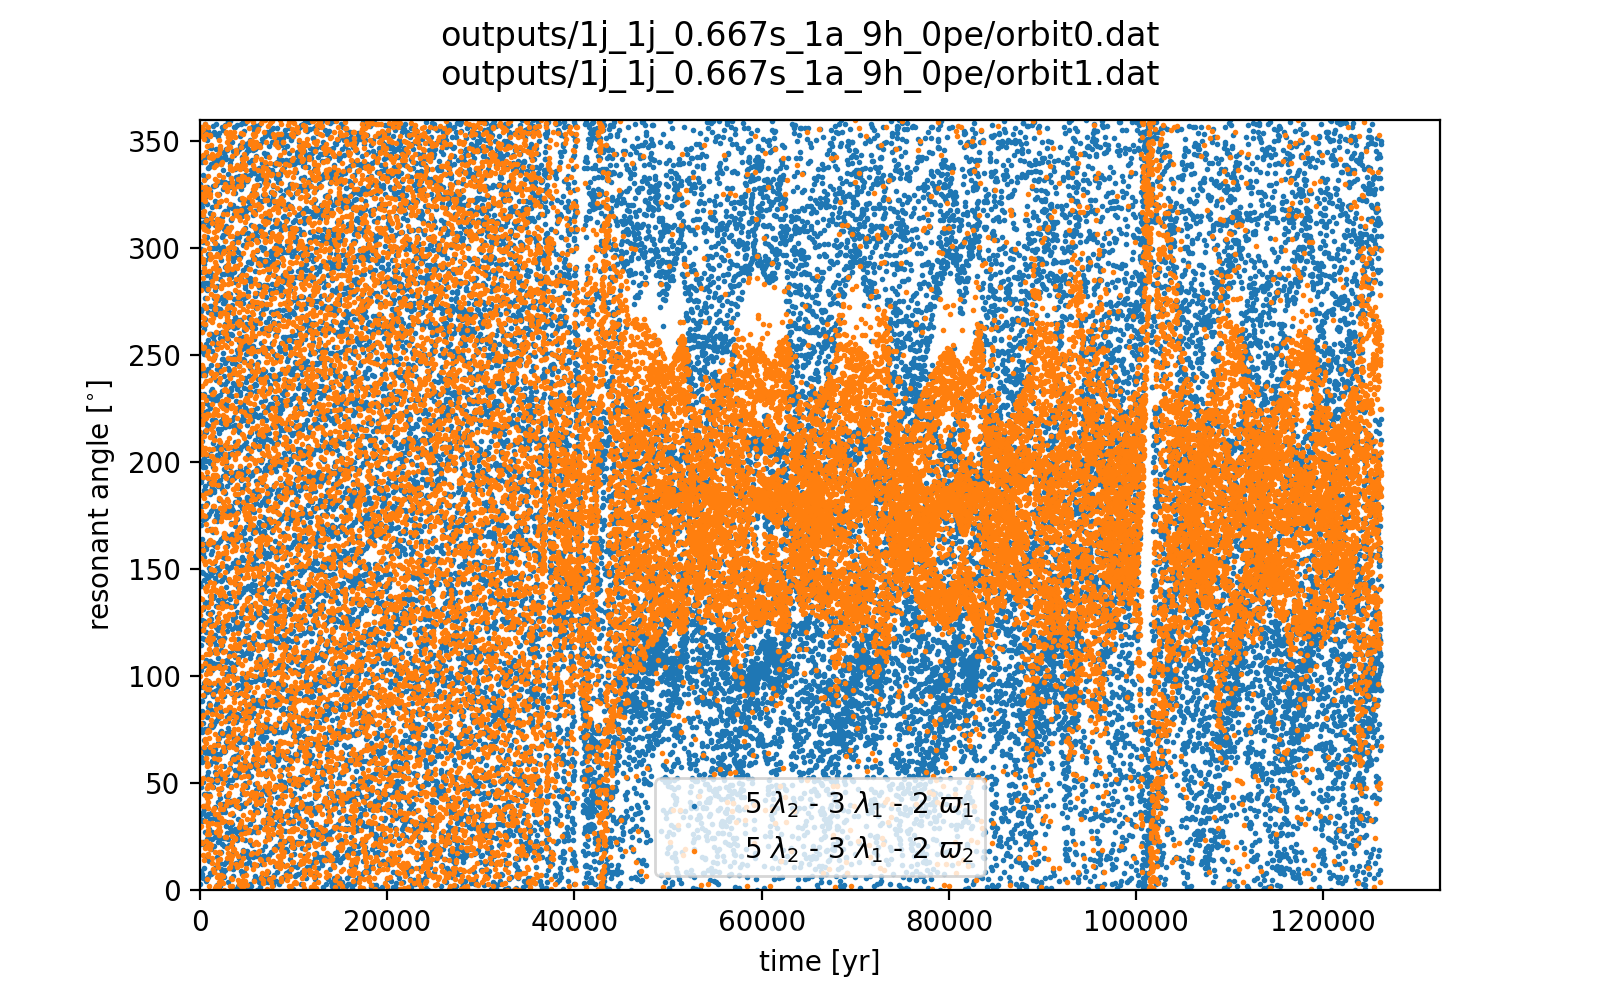 outputs/1j_1j_0.667s_1a_9h_0pe/orbit0.dat
outputs/1j_1j_0.667s_1a_9h_0pe/orbit1.dat
350
300
250
200
150
100
50
0
resonant angle [°]
5 λ₂ - 3 λ₁ - 2 ϖ₁
5 λ₂ - 3 λ₁ - 2 ϖ₂
0 20000 40000 60000 80000 100000 120000
time [yr]